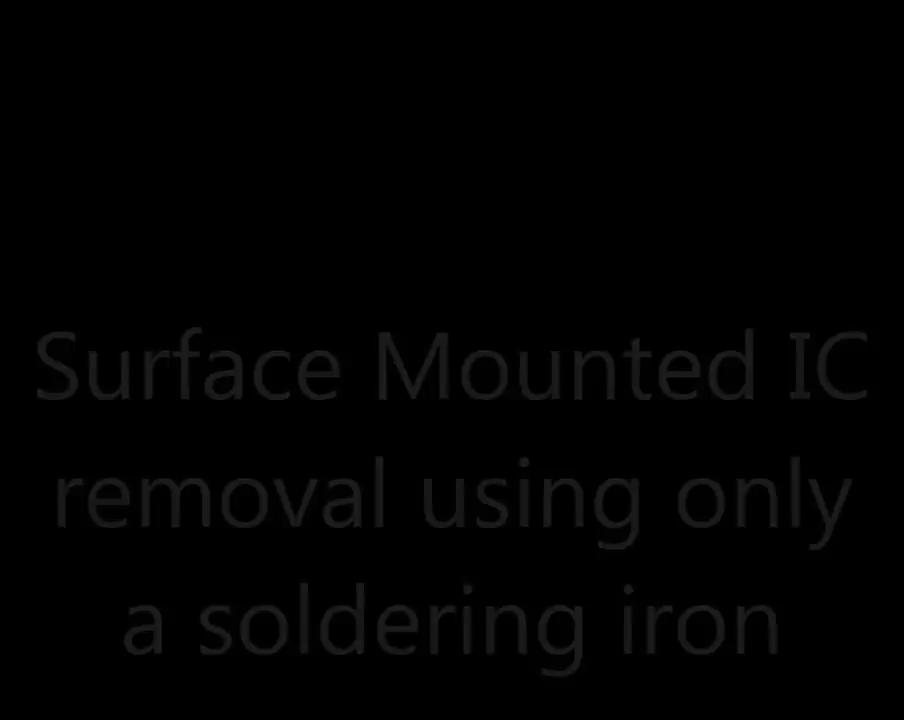 Surface Mounted IC
removal using only
a soldering iron